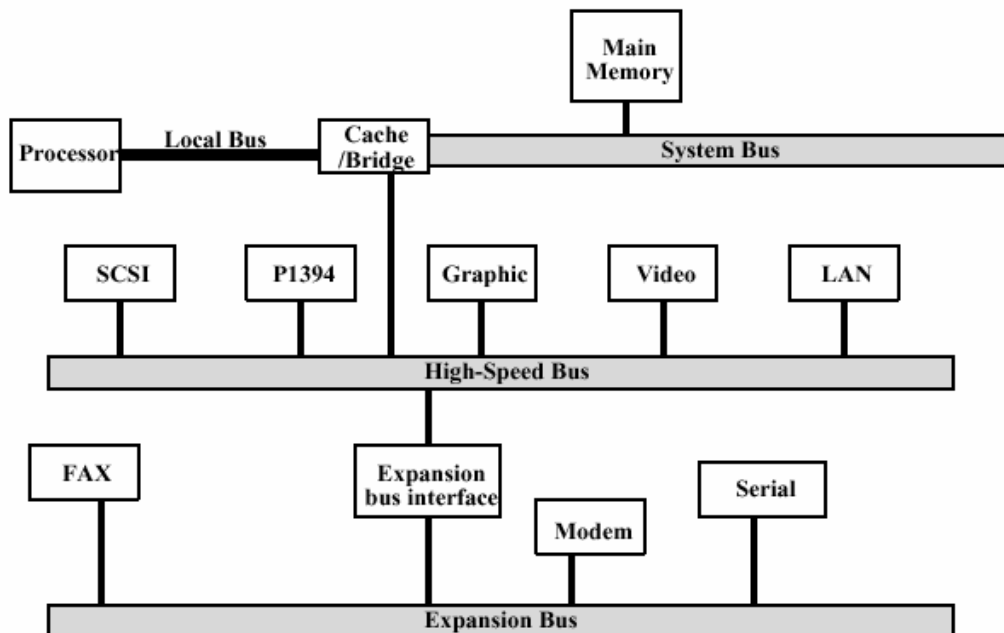 Main
Memory
Processor
Local Bus
Cache
/Bridge
System Bus
SCSI
P1394
Graphic
Video
LAN
High-Speed Bus
FAX
Expansion
bus interface
Modem
Serial
Expansion Bus